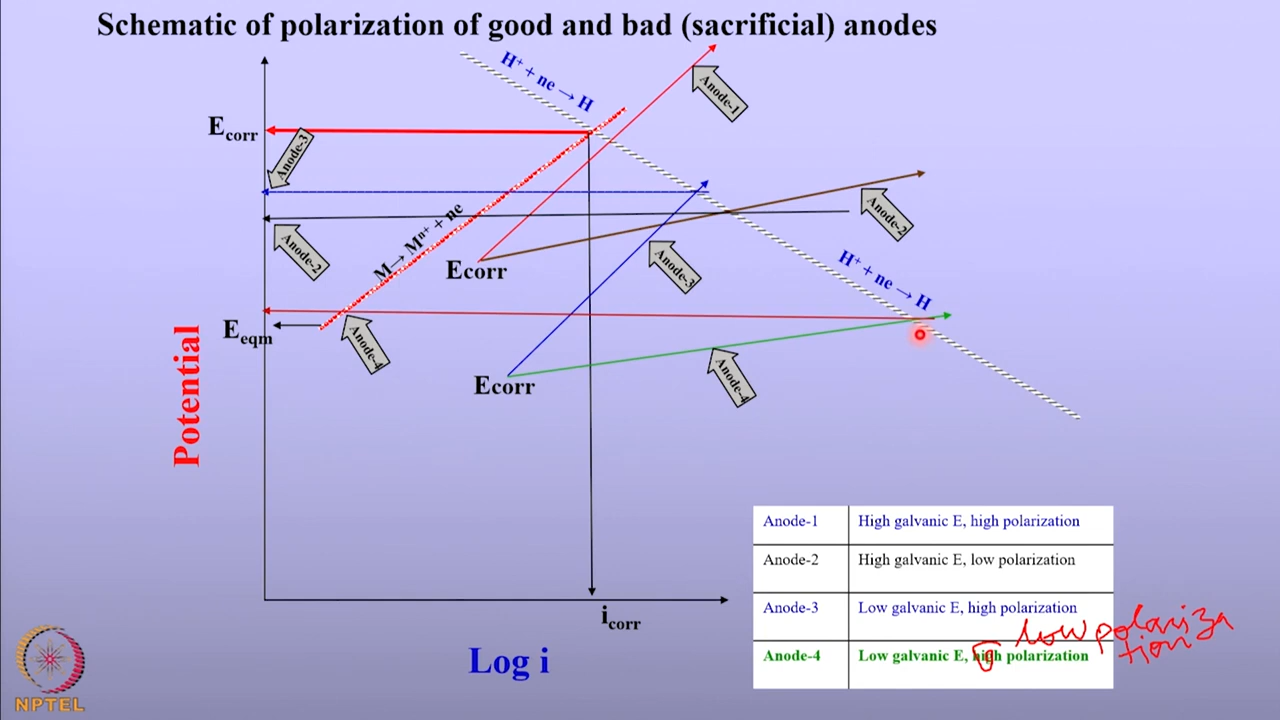 Schematic of polarization of good and bad (sacrificial) anodes
H⁺ + ne → H
Anode-1
Ecorr
Anode-3
Anode-2
M → Mⁿ⁺ + ne
Ecorr
Anode-3
Anode-2
H⁺ + ne → H
Eeqm
Anode-4
Ecorr
Anode-4
Potential
icorr
Log i
Anode-1 High galvanic E, high polarization
Anode-2 High galvanic E, low polarization
Anode-3 Low galvanic E, high polarization
low polariza
tion
Anode-4 Low galvanic E, high polarization
NPTEL